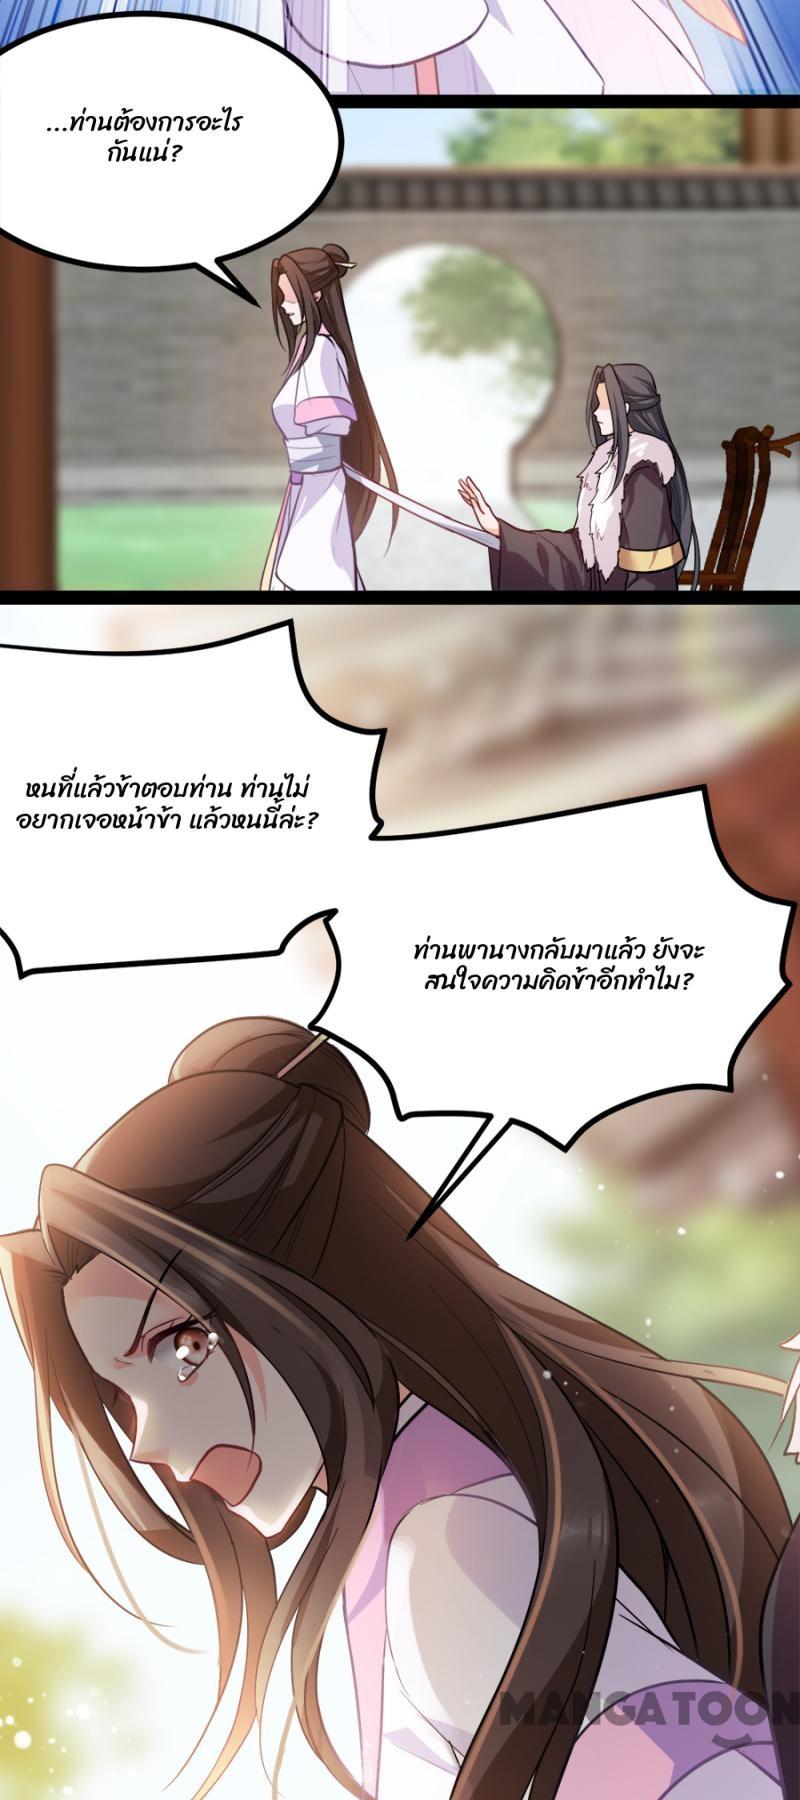 ...ท่านต้องการอะไร
กันแน่?
หนที่แล้วข้าตอบท่าน ท่านไม่
อยากเจอหน้าข้า แล้วหนนี้ล่ะ?
ท่านพานางกลับมาแล้ว ยังจะ
สนใจความคิดข้าอีกทำไม?
MANGATOON